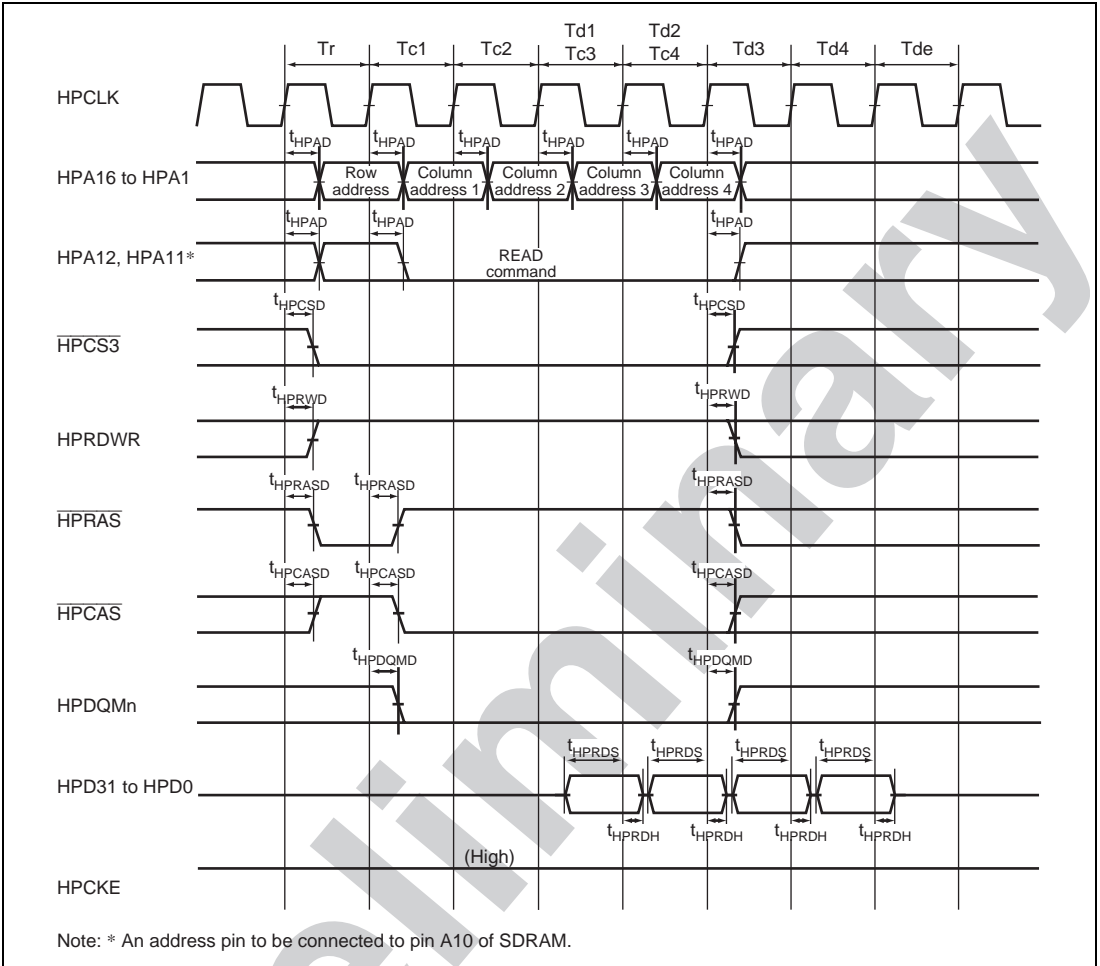 Td1 Td2
Tr Tc1 Tc2 Tc3 Tc4 Td3 Td4 Tde
HPCLK
tHPAD tHPAD tHPAD tHPAD tHPAD tHPAD
HPA16 to HPA1
Row address
Column address 1
Column address 2
Column address 3
Column address 4
tHPAD tHPAD tHPAD
HPA12, HPA11*
READ command
tHPCSD tHPCSD
HPCS3
tHPRWD tHPRWD
HPRDWR
tHPRASD tHPRASD tHPRASD
HPRAS
tHPCASD tHPCASD tHPCASD
HPCAS
tHPDQMD tHPDQMD
HPDQMn
tHPRDS tHPRDS tHPRDS tHPRDS
HPD31 to HPD0
tHPRDH tHPRDH tHPRDH tHPRDH
(High)
HPCKE
Note: * An address pin to be connected to pin A10 of SDRAM.
eliminary